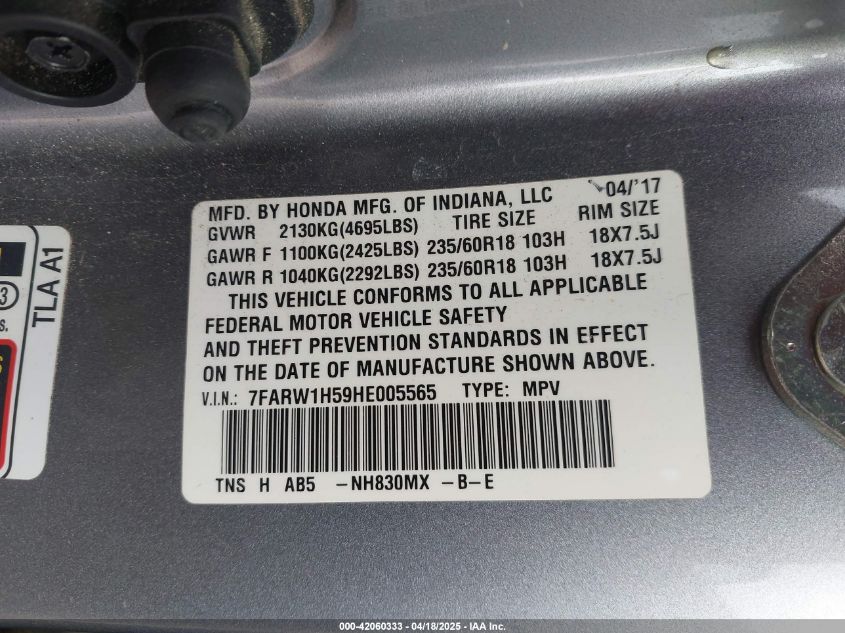 MFD. BY HONDA MFG. OF INDIANA, LLC 04/'17
GVWR 2130KG(4695LBS) TIRE SIZE RIM SIZE
GAWR F 1100KG(2425LBS) 235/60R18 103H 18X7.5J
GAWR R 1040KG(2292LBS) 235/60R18 103H 18X7.5J
THIS VEHICLE CONFORMS TO ALL APPLICABLE
FEDERAL MOTOR VEHICLE SAFETY
AND THEFT PREVENTION STANDARDS IN EFFECT
ON THE DATE OF MANUFACTURE SHOWN ABOVE.
V.I.N.: 7FARW1H59HE005565 TYPE: MPV
TNS H AB5 -NH830MX -B-E
TLA A1
3
s.
000-42060333 - 04/18/2025 - IAA Inc.